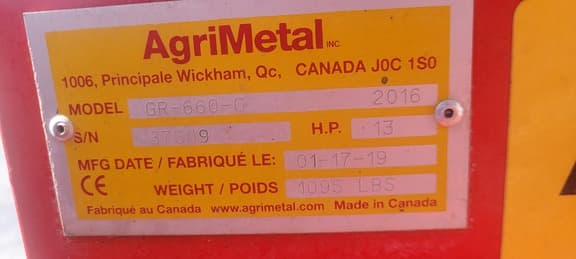 AgriMetal INC.
1006, Principale Wickham, Qc, CANADA J0C 1S0
MODEL GR-660-G 2016
S/N H.P. 13
MFG DATE / FABRIQUÉ LE: 01-17-19
CE WEIGHT / POIDS 1095 LBS
Fabriqué au Canada www.agrimetal.com Made in Canada